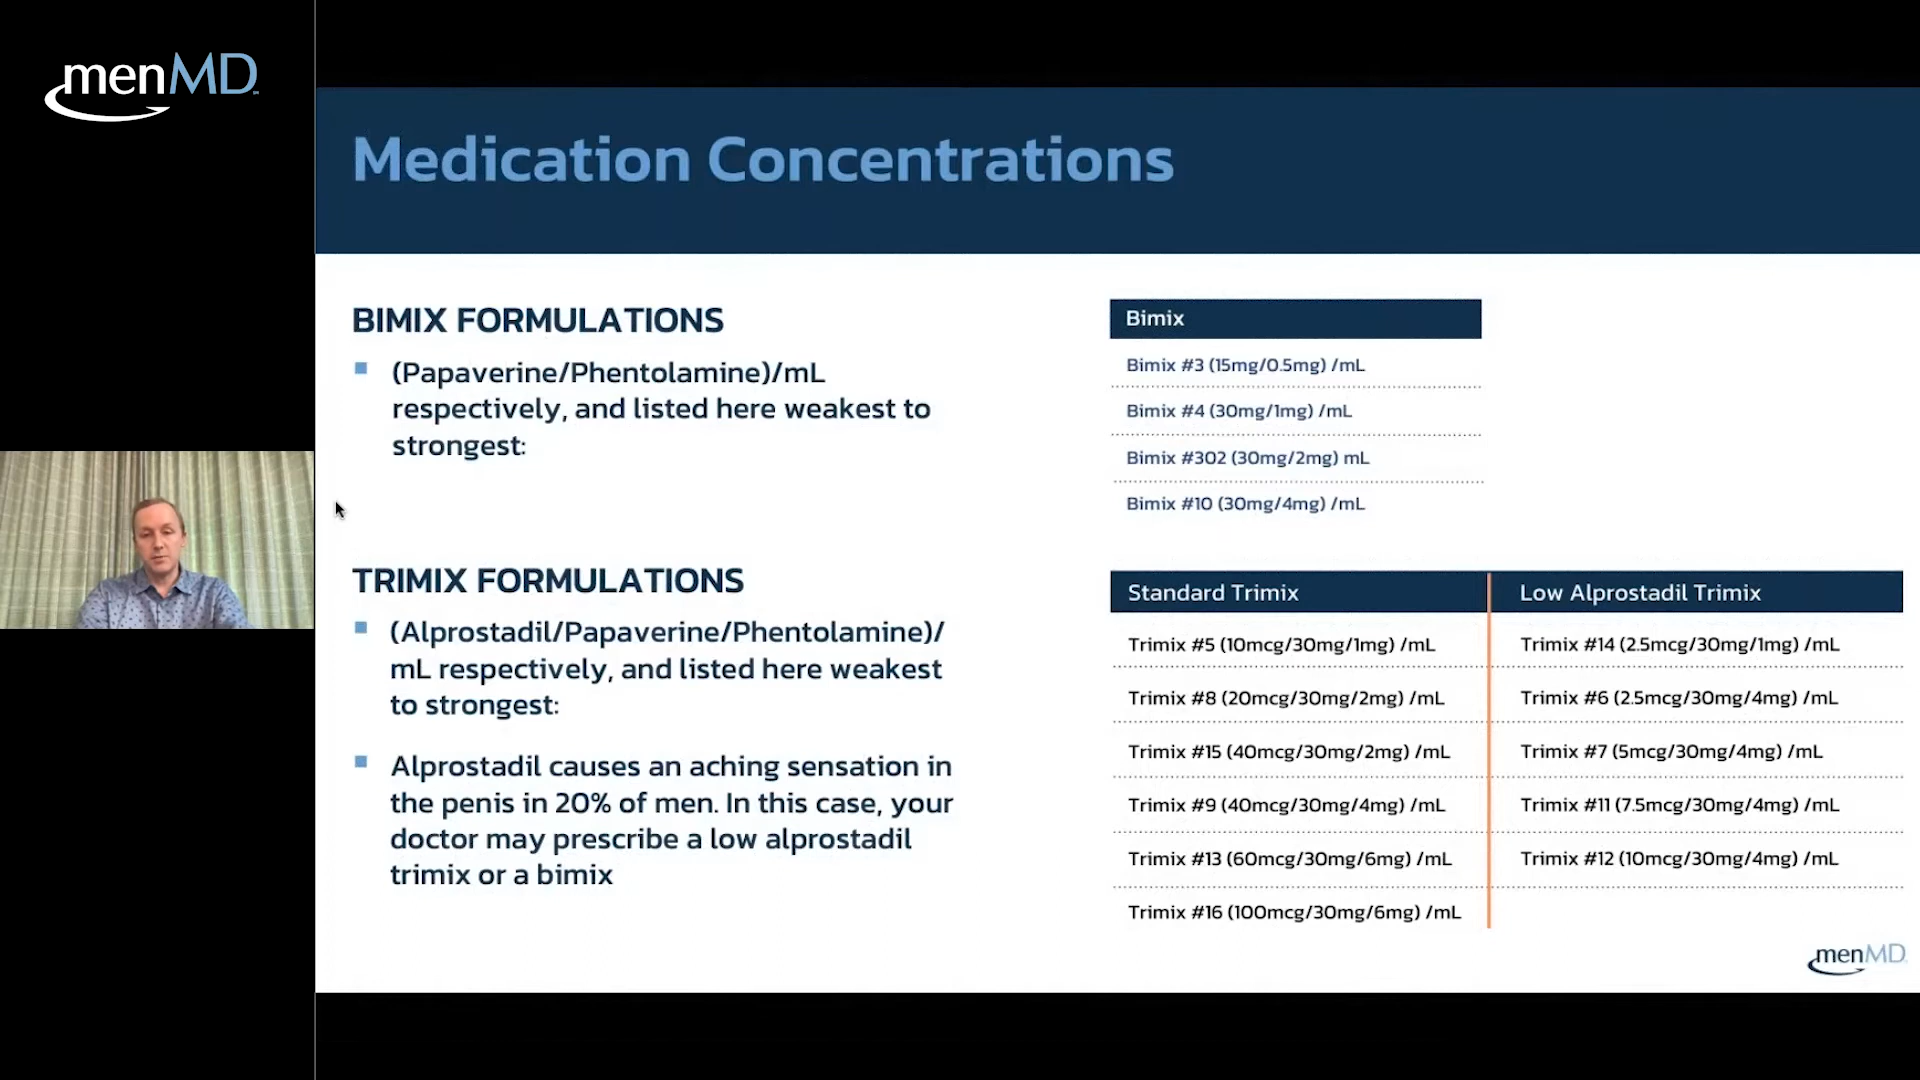 menMD
Medication Concentrations
BIMIX FORMULATIONS
(Papaverine/Phentolamine)/mL
respectively, and listed here weakest to
strongest:
Bimix
Bimix #3 (15mg/0.5mg) /mL
Bimix #4 (30mg/1mg) /mL
Bimix #302 (30mg/2mg) mL
Bimix #10 (30mg/4mg) /mL
TRIMIX FORMULATIONS
(Alprostadil/Papaverine/Phentolamine)/
mL respectively, and listed here weakest
to strongest:
Alprostadil causes an aching sensation in
the penis in 20% of men. In this case, your
doctor may prescribe a low alprostadil
trimix or a bimix
Standard Trimix
Trimix #5 (10mcg/30mg/1mg) /mL
Trimix #8 (20mcg/30mg/2mg) /mL
Trimix #15 (40mcg/30mg/2mg) /mL
Trimix #9 (40mcg/30mg/4mg) /mL
Trimix #13 (60mcg/30mg/6mg) /mL
Trimix #16 (100mcg/30mg/6mg) /mL
Low Alprostadil Trimix
Trimix #14 (2.5mcg/30mg/1mg) /mL
Trimix #6 (2.5mcg/30mg/4mg) /mL
Trimix #7 (5mcg/30mg/4mg) /mL
Trimix #11 (7.5mcg/30mg/4mg) /mL
Trimix #12 (10mcg/30mg/4mg) /mL
menMD